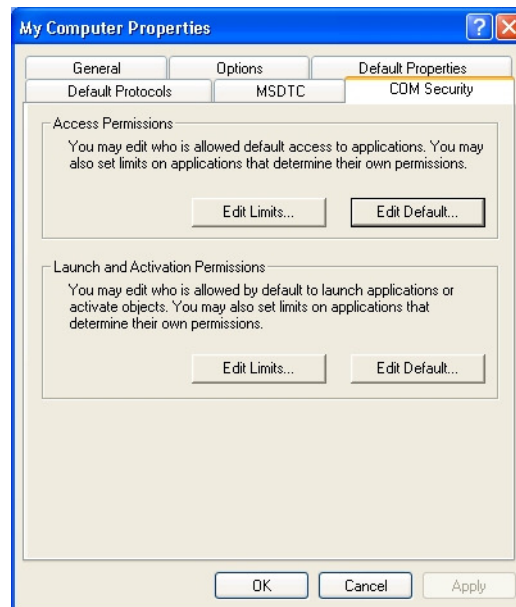 My Computer Properties
General Options Default Properties
Default Protocols MSDTC COM Security
Access Permissions
You may edit who is allowed default access to applications. You may
also set limits on applications that determine their own permissions.
Edit Limits... Edit Default...
Launch and Activation Permissions
You may edit who is allowed by default to launch applications or
activate objects. You may also set limits on applications that
determine their own permissions.
Edit Limits... Edit Default...
OK Cancel Apply